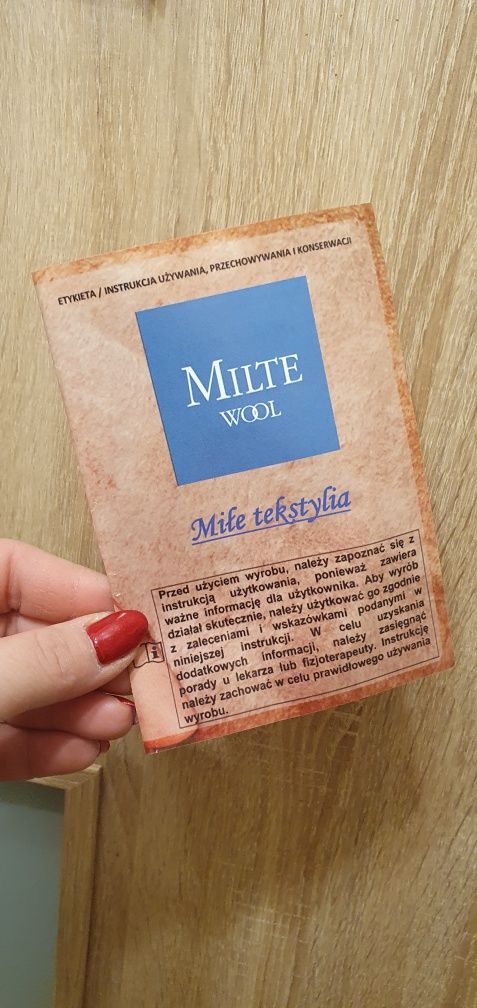 ETYKIETA / INSTRUKCJA UŻYWANIA, PRZECHOWYWANIA I KONSERWACJI
MILTE
WOOL
Miłe tekstylia
Przed użyciem wyrobu, należy zapoznać się z
instrukcją użytkowania, ponieważ zawiera
ważne informację dla użytkownika. Aby wyrób
działał skutecznie, należy użytkować go zgodnie
z zaleceniami i wskazówkami podanymi w
niniejszej instrukcji. W celu uzyskania
dodatkowych informacji, należy zasięgnąć
porady u lekarza lub fizjoterapeuty. Instrukcję
należy zachować w celu prawidłowego używania
wyrobu.